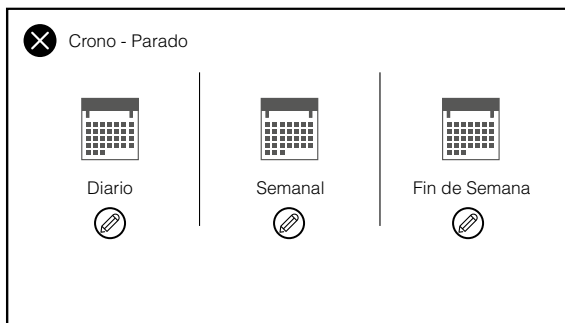 Crono - Parado
Diario
Semanal
Fin de Semana